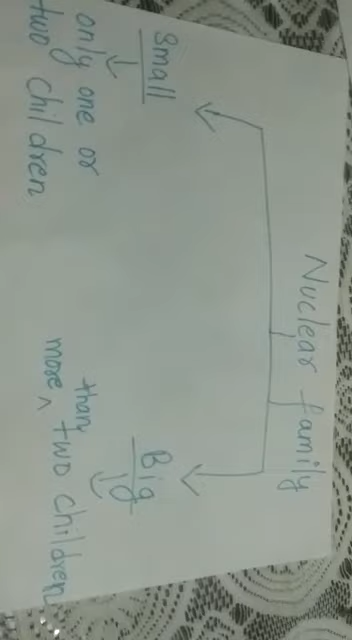 Nuclear family
Small
only one or
two children
Big
more than two children